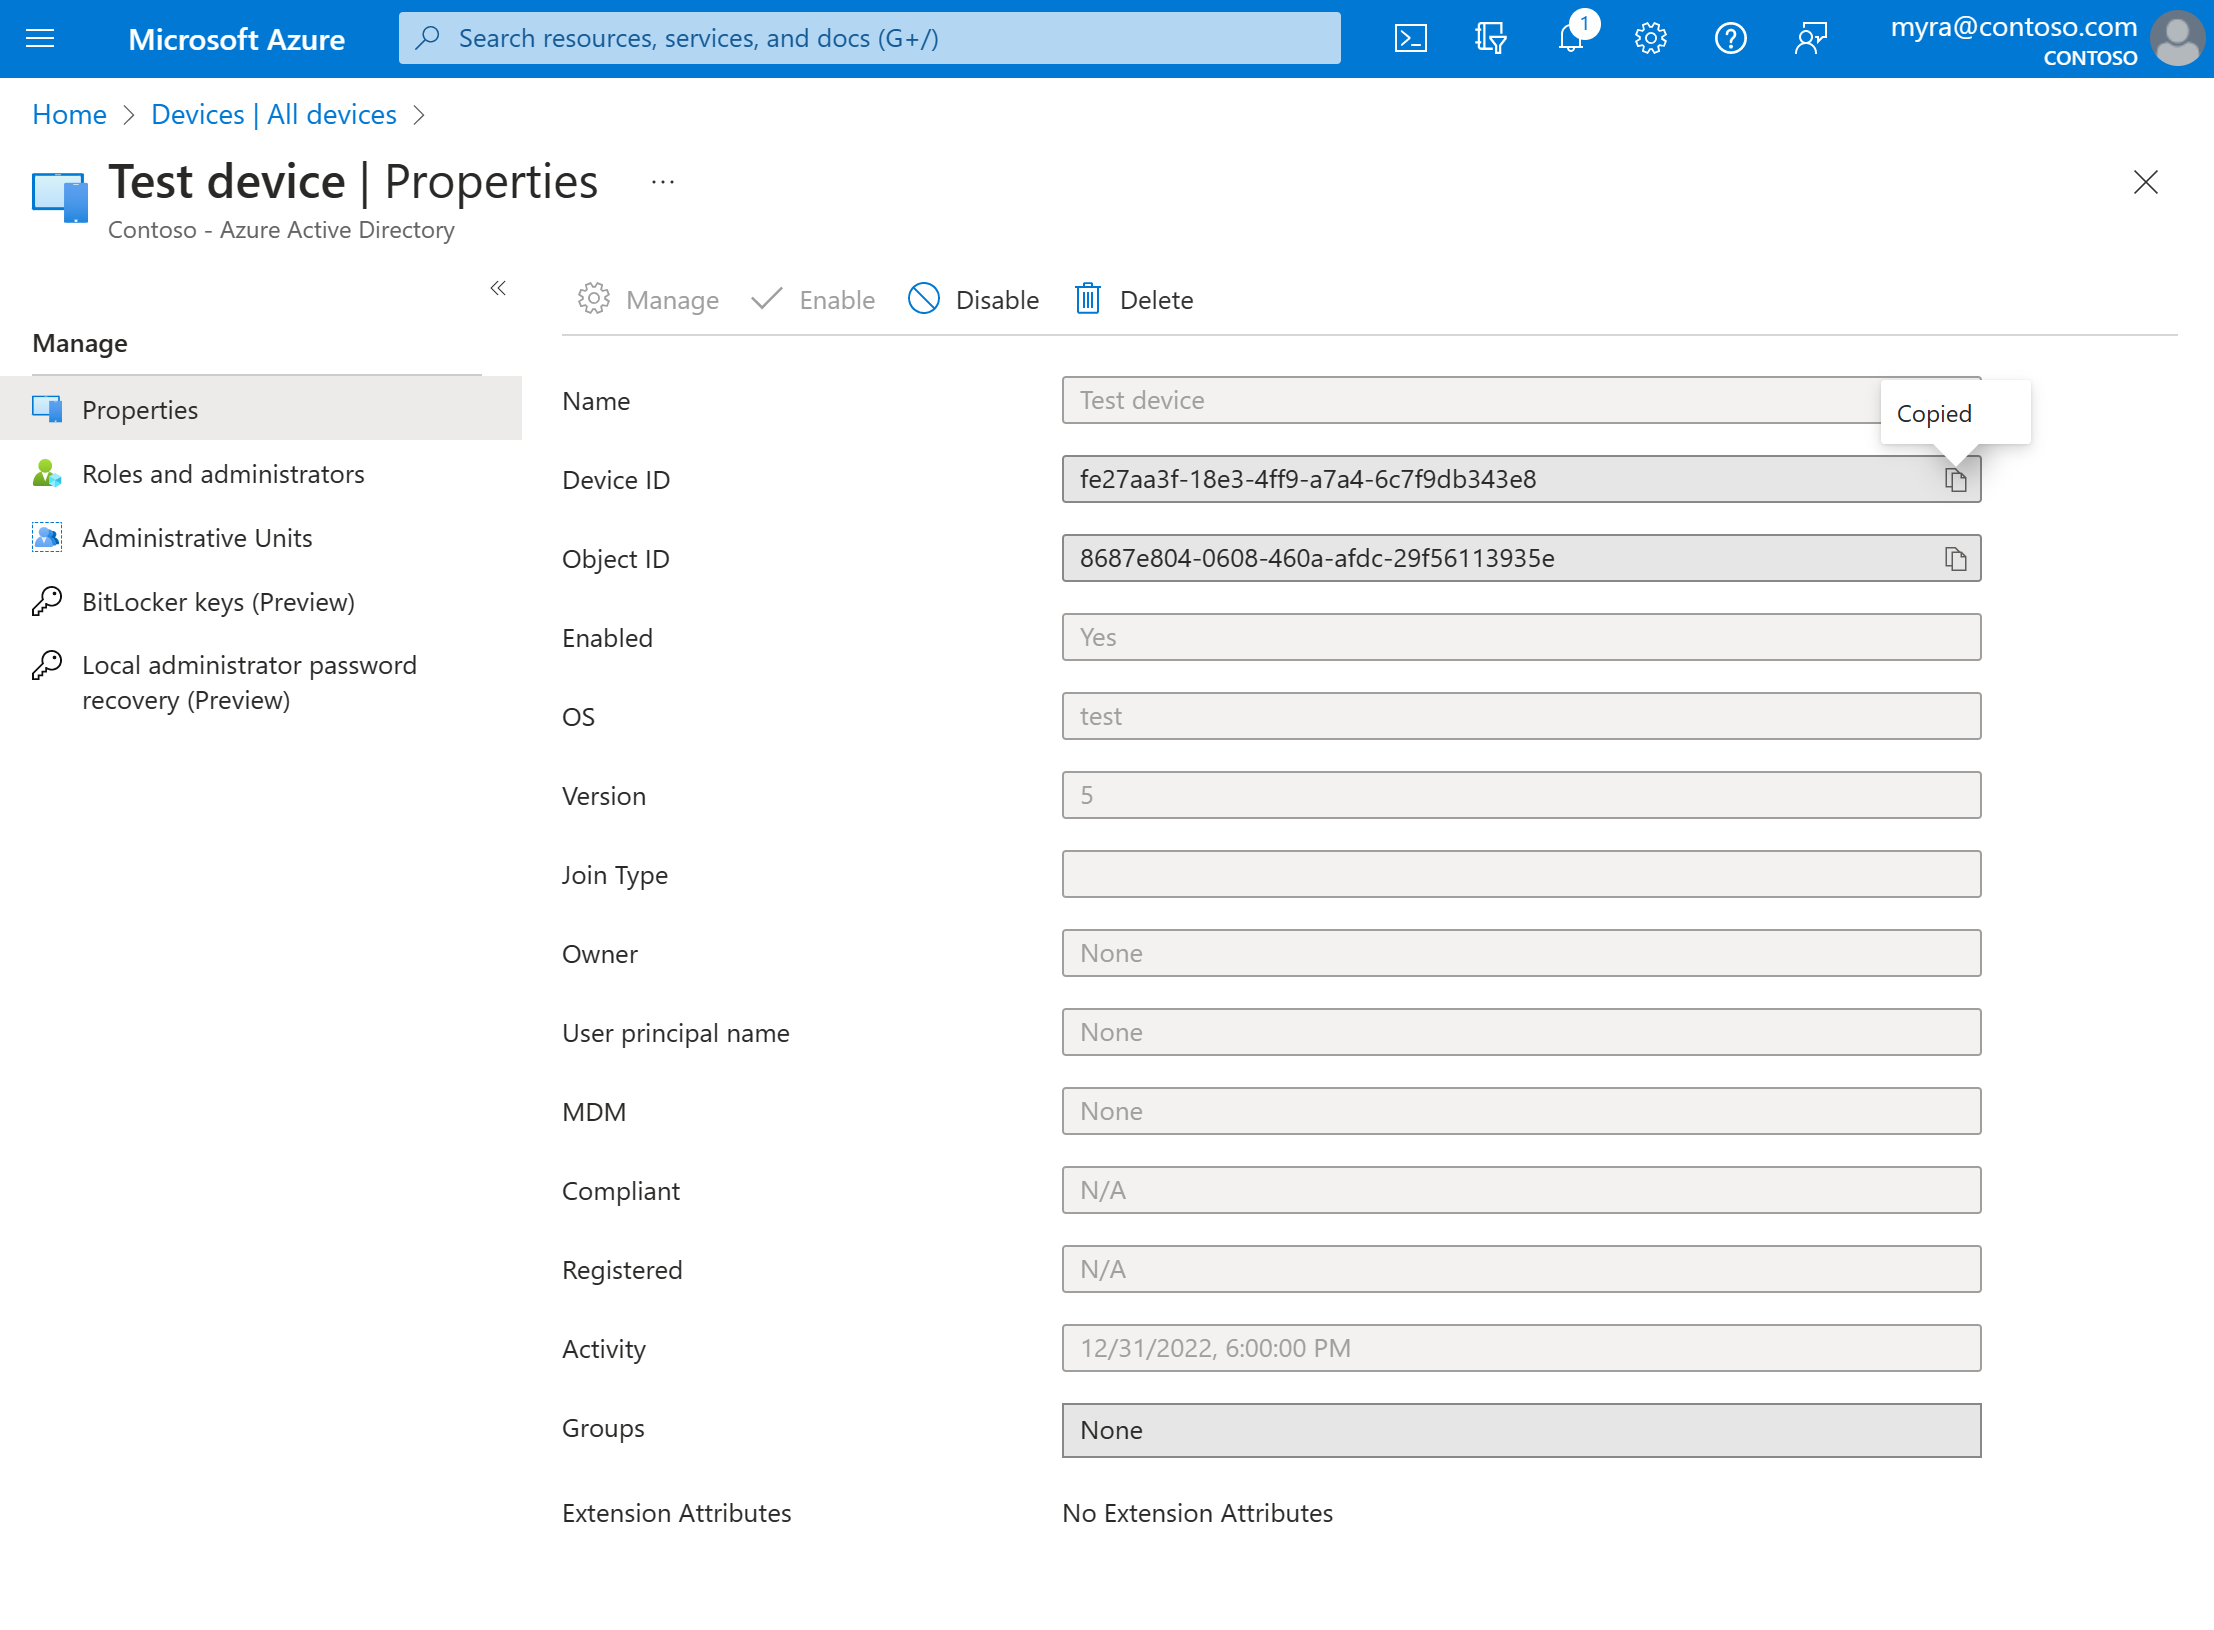 Microsoft Azure
Search resources, services, and docs (G+/)
1
myra@contoso.com
CONTOSO
Home > Devices | All devices >
Test device | Properties ...
Contoso - Azure Active Directory
Manage
Properties
Roles and administrators
Administrative Units
BitLocker keys (Preview)
Local administrator password
recovery (Preview)
Manage Enable Disable Delete
Name Test device
Copied
Device ID fe27aa3f-18e3-4ff9-a7a4-6c7f9db343e8
Object ID 8687e804-0608-460a-afdc-29f56113935e
Enabled Yes
OS test
Version 5
Join Type
Owner None
User principal name None
MDM None
Compliant N/A
Registered N/A
Activity 12/31/2022, 6:00:00 PM
Groups None
Extension Attributes No Extension Attributes